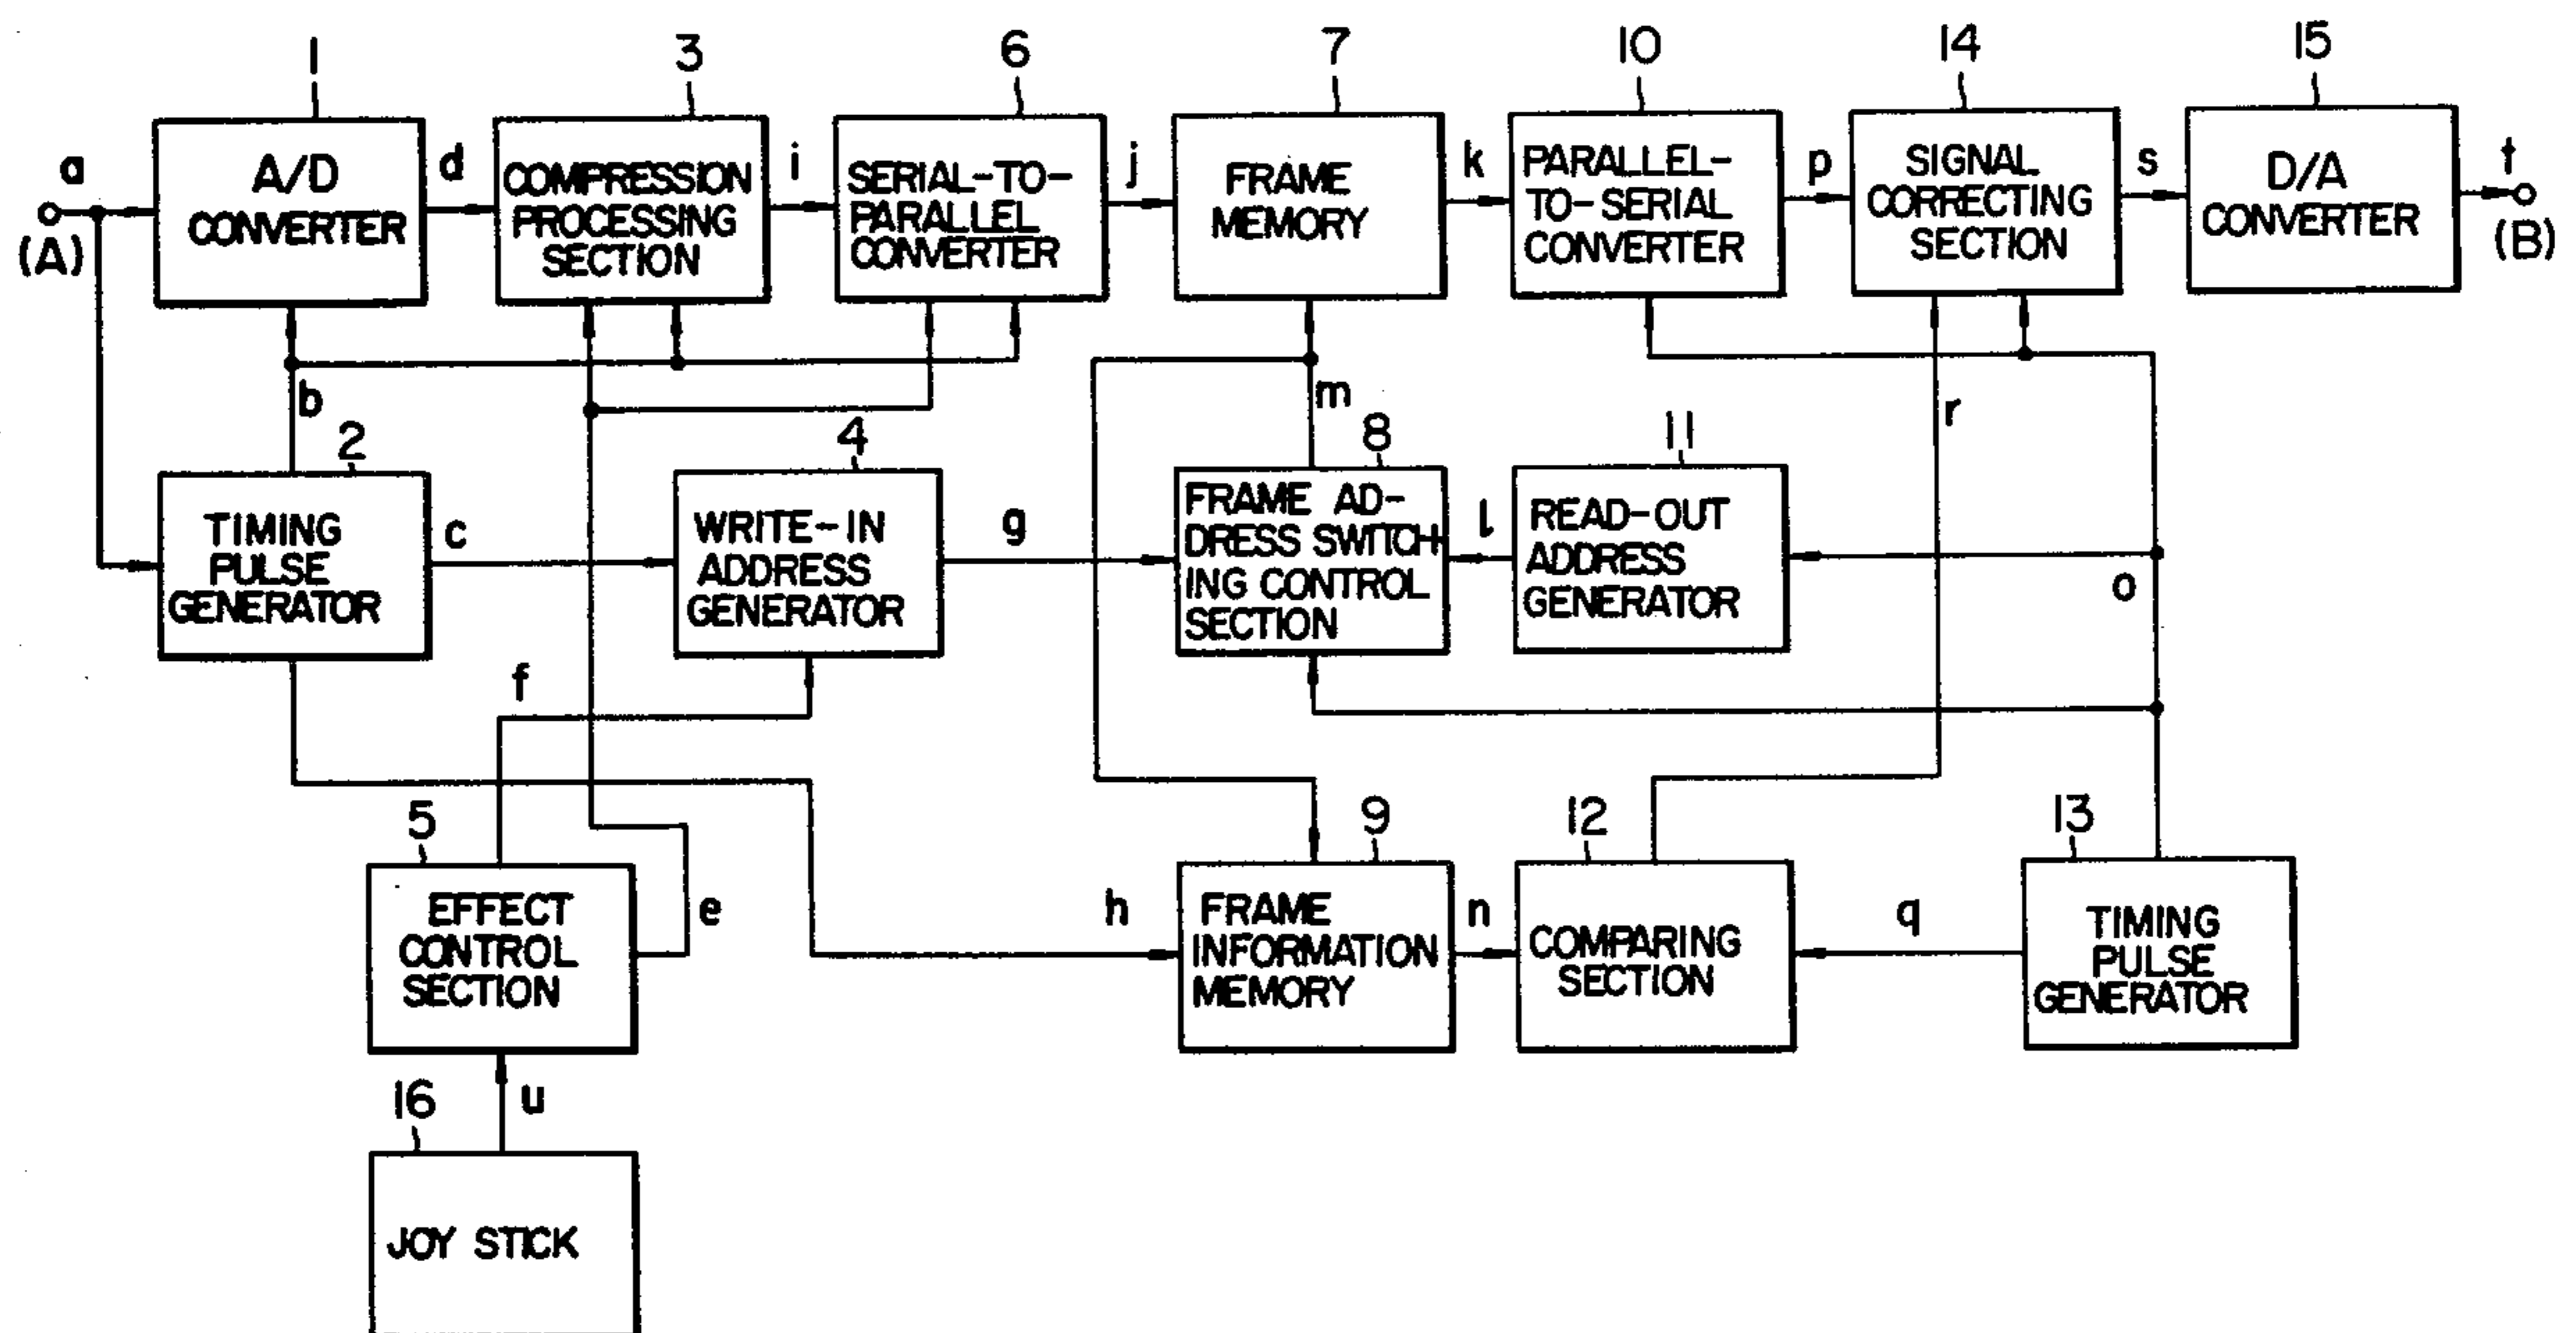 1
3
6
7
10
14
15
a
A/D
CONVERTER
d
COMPRESSION
PROCESSING
SECTION
i
SERIAL-TO-
PARALLEL
CONVERTER
j
FRAME
MEMORY
k
PARALLEL-
TO-SERIAL
CONVERTER
p
SIGNAL
CORRECTING
SECTION
s
D/A
CONVERTER
t
(A)
(B)
b
m
r
2
4
8
11
TIMING
PULSE
GENERATOR
c
WRITE-IN
ADDRESS
GENERATOR
g
FRAME AD-
DRESS SWITCH-
ING CONTROL
SECTION
l
READ-OUT
ADDRESS
GENERATOR
o
f
5
9
12
13
EFFECT
CONTROL
SECTION
e
h
FRAME
INFORMATION
MEMORY
n
COMPARING
SECTION
q
TIMING
PULSE
GENERATOR
16
u
JOY STICK